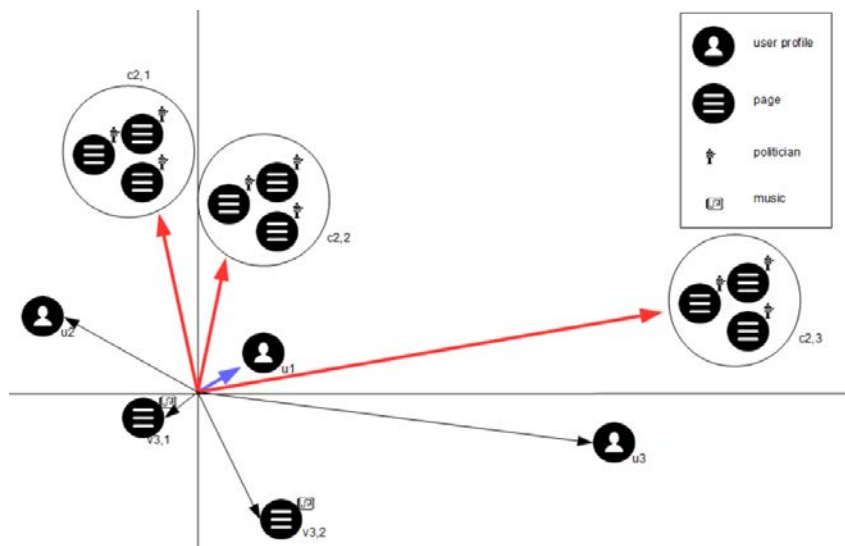 c2,1
user profile
page
politician
music
c2,2
c2,3
u2
u1
v3,1
u3
v3,2